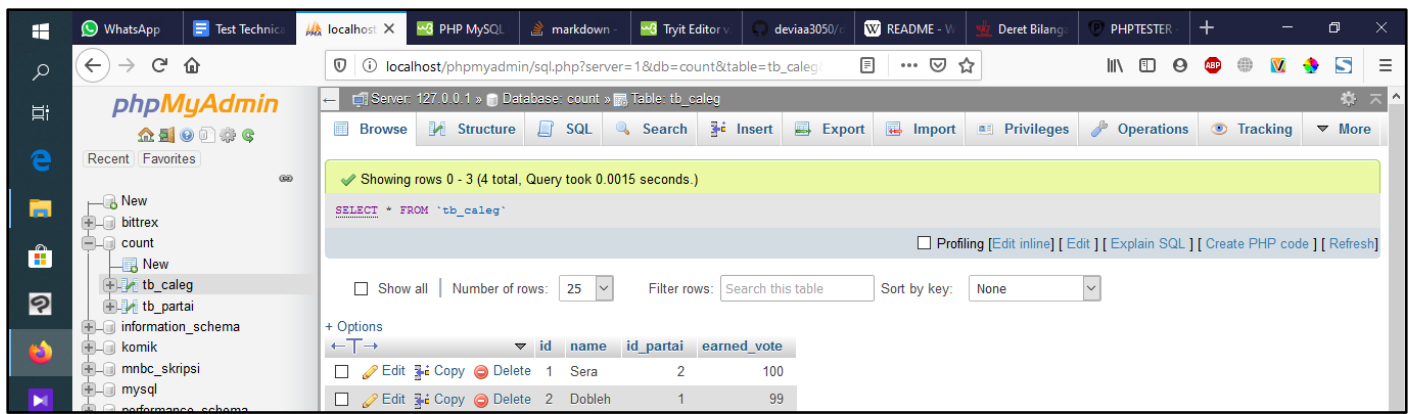 WhatsApp Test Technica localhost PHP MySQL markdown - Tryit Editor v deviaa3050/c README - W Deret Bilanga PHPTESTER -
localhost/phpmyadmin/sql.php?server=1&db=count&table=tb_caleg
phpMyAdmin
Recent Favorites
New
bittrex
count
New
tb_caleg
tb_partai
information_schema
komik
mnbc_skripsi
mysql
performance_schema
Server: 127.0.0.1 » Database: count » Table: tb_caleg
Browse Structure SQL Search Insert Export Import Privileges Operations Tracking More
Showing rows 0 - 3 (4 total, Query took 0.0015 seconds.)
SELECT * FROM `tb_caleg`
Profiling [Edit inline] [ Edit ] [ Explain SQL ] [ Create PHP code ] [ Refresh]
Show all Number of rows: 25 Filter rows: Search this table Sort by key: None
+ Options
id name id_partai earned_vote
Edit Copy Delete 1 Sera 2 100
Edit Copy Delete 2 Dobleh 1 99